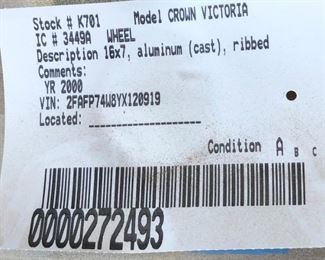 Stock # K701 Model CROWN VICTORIA
IC # 3449A WHEEL
Description 16x7, aluminum (cast), ribbed
Comments:
YR 2000
VIN: 2FAFP74W8YX120919
Located: ____________________
Condition A B C
0000272493